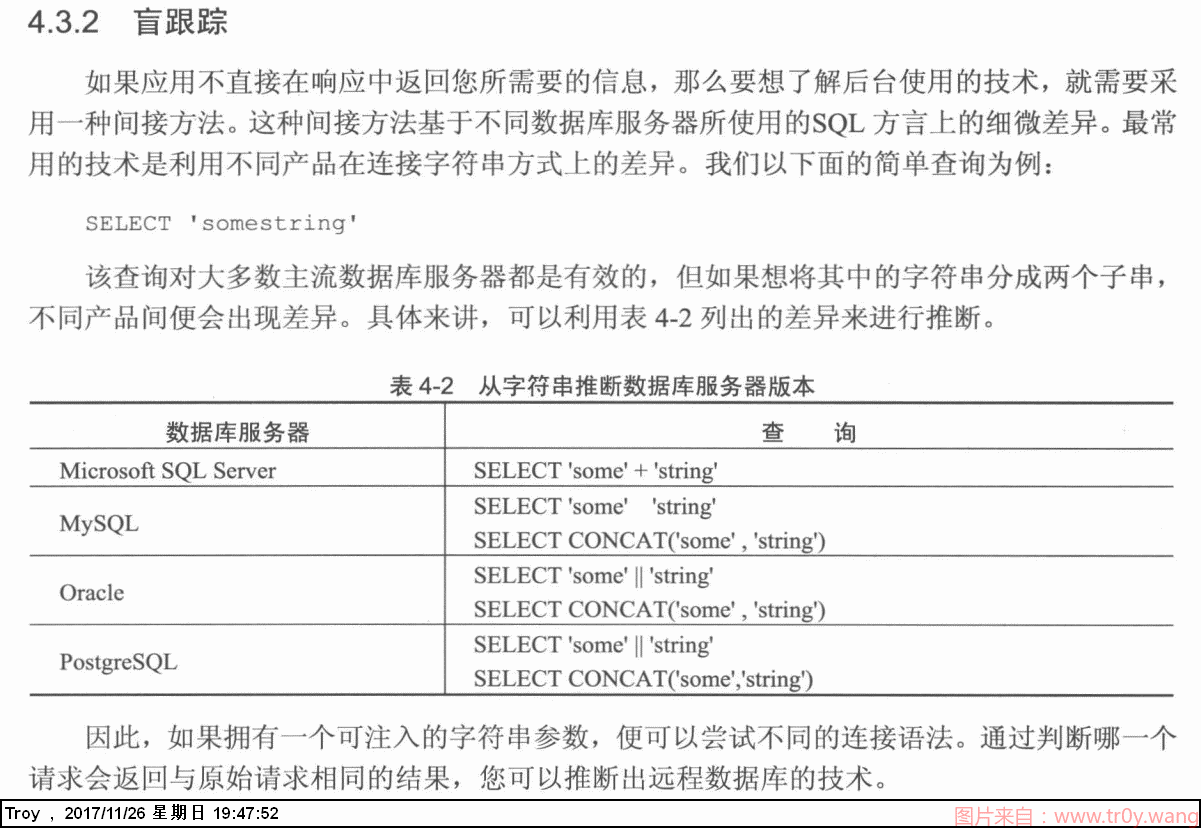 4.3.2 盲跟踪
如果应用不直接在响应中返回您所需要的信息，那么要想了解后台使用的技术，就需要采
用一种间接方法。这种间接方法基于不同数据库服务器所使用的SQL 方言上的细微差异。最常
用的技术是利用不同产品在连接字符串方式上的差异。我们以下面的简单查询为例：
SELECT 'somestring'
该查询对大多数主流数据库服务器都是有效的，但如果想将其中的字符串分成两个子串，
不同产品间便会出现差异。具体来讲，可以利用表 4-2 列出的差异来进行推断。
表 4-2 从字符串推断数据库服务器版本
数据库服务器 查 询
Microsoft SQL Server SELECT 'some' + 'string'
MySQL SELECT 'some' 'string'
SELECT CONCAT('some' , 'string')
Oracle SELECT 'some' || 'string'
SELECT CONCAT('some' , 'string')
PostgreSQL SELECT 'some' || 'string'
SELECT CONCAT('some','string')
因此，如果拥有一个可注入的字符串参数，便可以尝试不同的连接语法。通过判断哪一个
请求会返回与原始请求相同的结果，您可以推断出远程数据库的技术。
Troy , 2017/11/26 星期日 19:47:52
图片来自：www.tr0y.wang